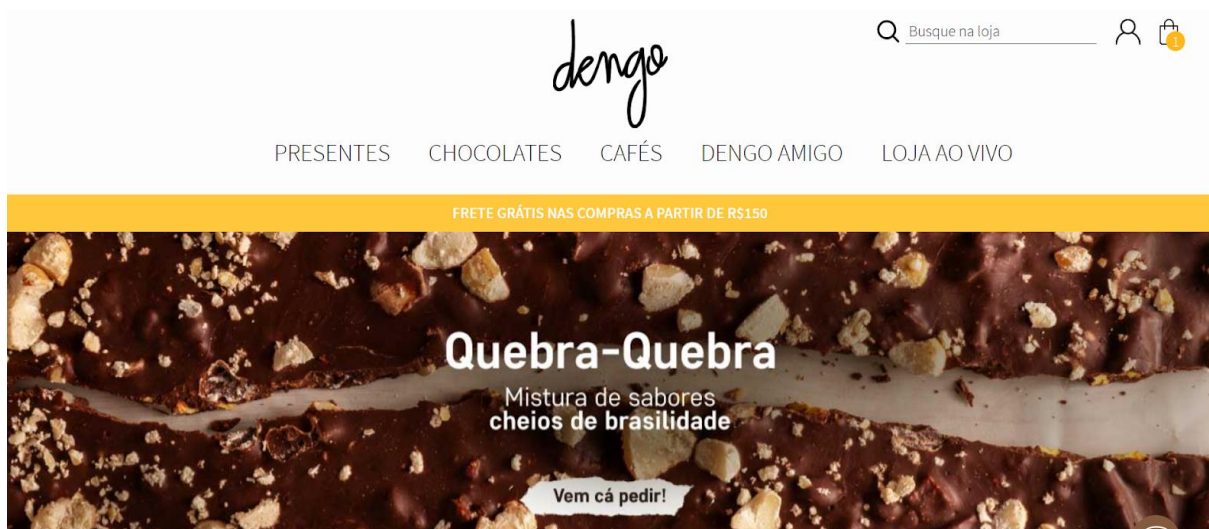 dengo
Busque na loja
1
PRESENTES CHOCOLATES CAFÉS DENGO AMIGO LOJA AO VIVO
FRETE GRÁTIS NAS COMPRAS A PARTIR DE R$150
Quebra-Quebra
Mistura de sabores
cheios de brasilidade
Vem cá pedir!